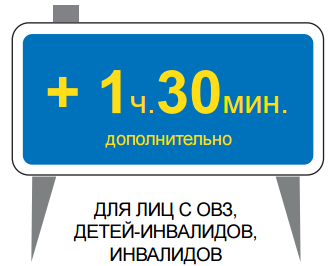 + 1ч.30мин.
дополнительно
ДЛЯ ЛИЦ С ОВЗ,
ДЕТЕЙ-ИНВАЛИДОВ,
ИНВАЛИДОВ